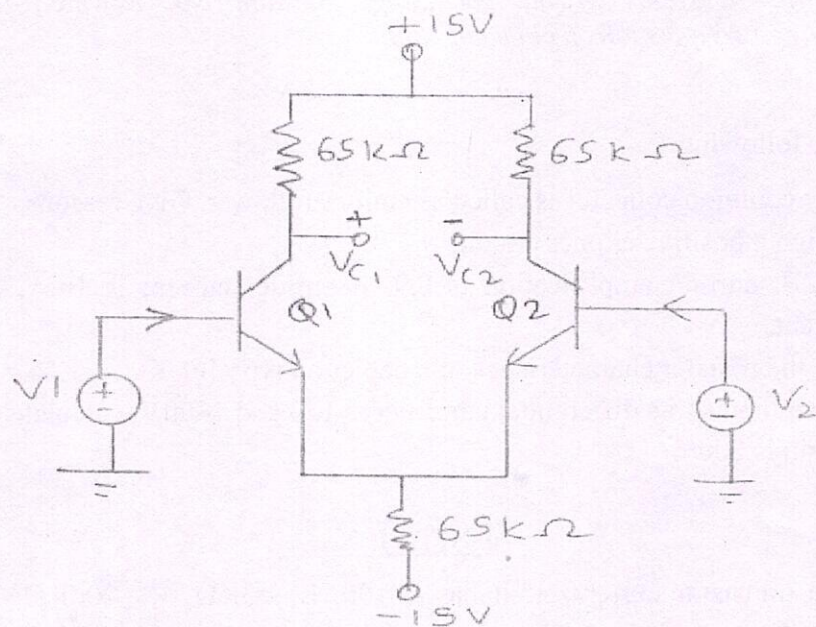 +15V
65KΩ
65KΩ
+
-
VC1
VC2
Q1
Q2
V1
+
-
+
-
V2
65KΩ
-15V